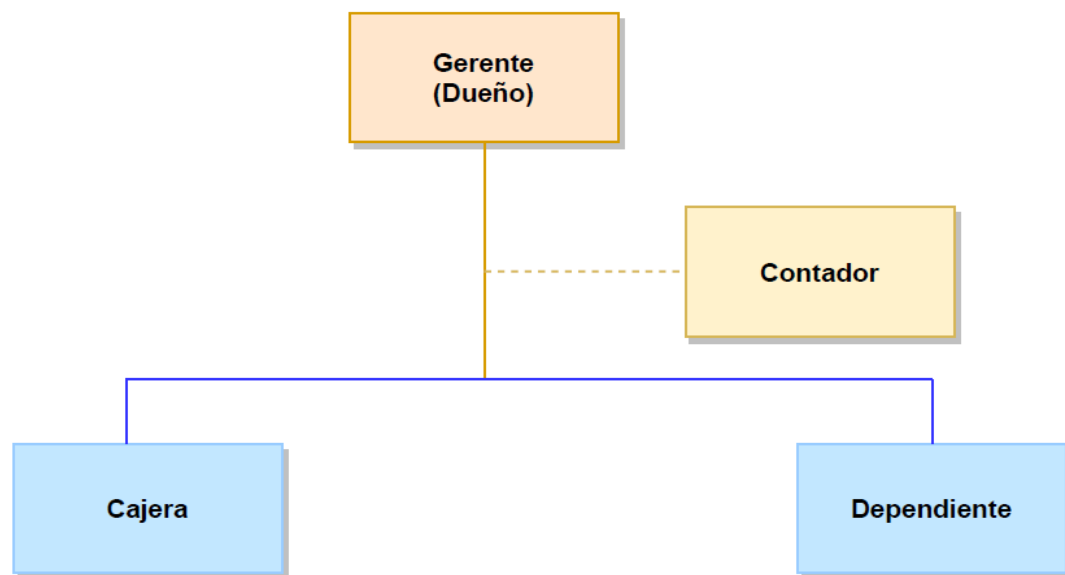 Gerente
(Dueño)
Contador
Cajera
Dependiente